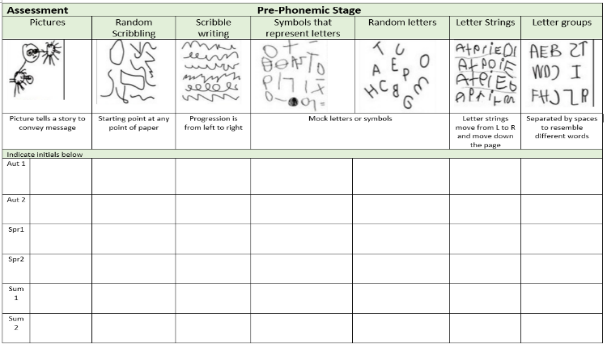 Assessment Pre-Phonemic Stage
Pictures Random Scribbling Scribble writing Symbols that represent letters Random letters Letter Strings Letter groups
T U
A E P O
H C B G
AEB ZT
WOJ I
Picture tells a story to convey message
Starting point at any point of paper
Progression is from left to right
Mock letters or symbols
Letter strings move from L to R and move down the page
Separated by spaces to resemble different words
Indicate initials below
Aut 1
Aut 2
Spr1
Spr2
Sum 1
Sum 2